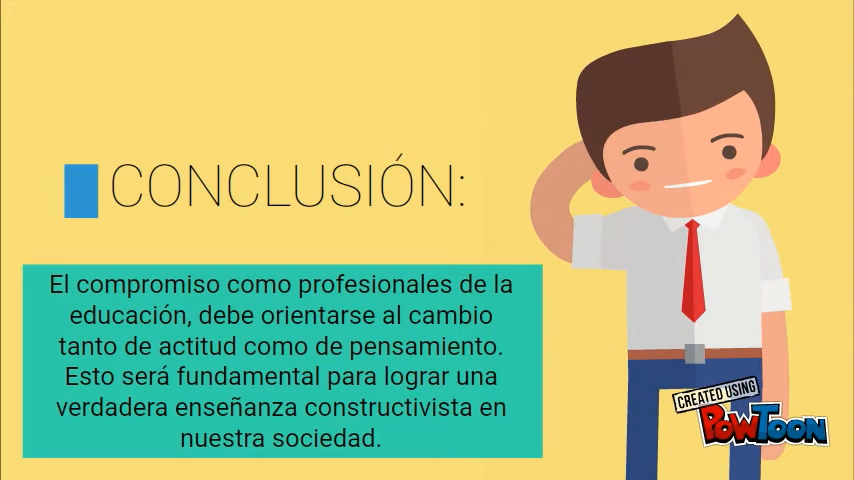 CONCLUSIÓN:
El compromiso como profesionales de la
educación, debe orientarse al cambio
tanto de actitud como de pensamiento.
Esto será fundamental para lograr una
verdadera enseñanza constructivista en
nuestra sociedad.
CREATED USING
POWTOON